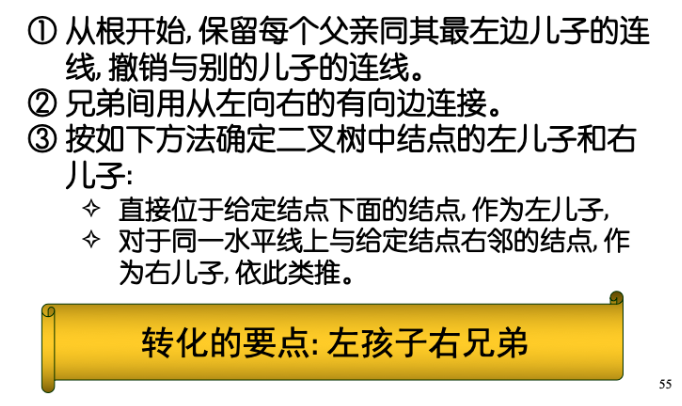 ① 从根开始, 保留每个父亲同其最左边儿子的连
线, 撤销与别的儿子的连线。
② 兄弟间用从左向右的有向边连接。
③ 按如下方法确定二叉树中结点的左儿子和右
儿子:
✧ 直接位于给定结点下面的结点, 作为左儿子,
✧ 对于同一水平线上与给定结点右邻的结点, 作
为右儿子, 依此类推。
转化的要点: 左孩子右兄弟
55